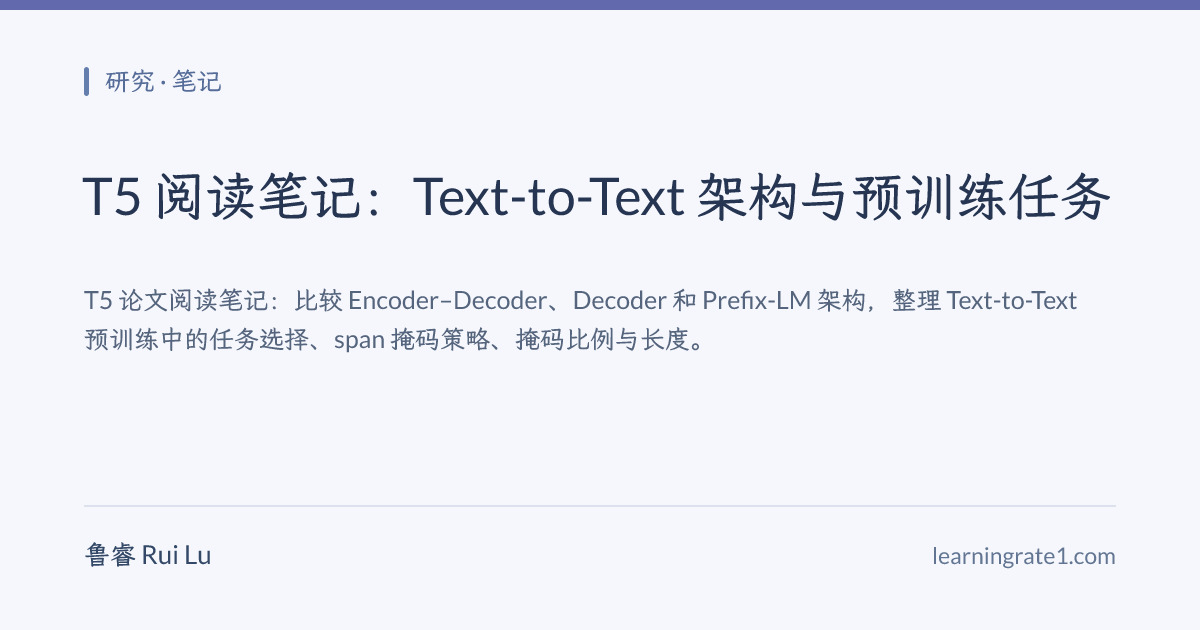 研究 · 笔记
T5 阅读笔记：Text-to-Text 架构与预训练任务
T5 论文阅读笔记：比较 Encoder–Decoder、Decoder 和 Prefix-LM 架构，整理 Text-to-Text
预训练中的任务选择、span 掩码策略、掩码比例与长度。
鲁睿 Rui Lu
learningrate1.com